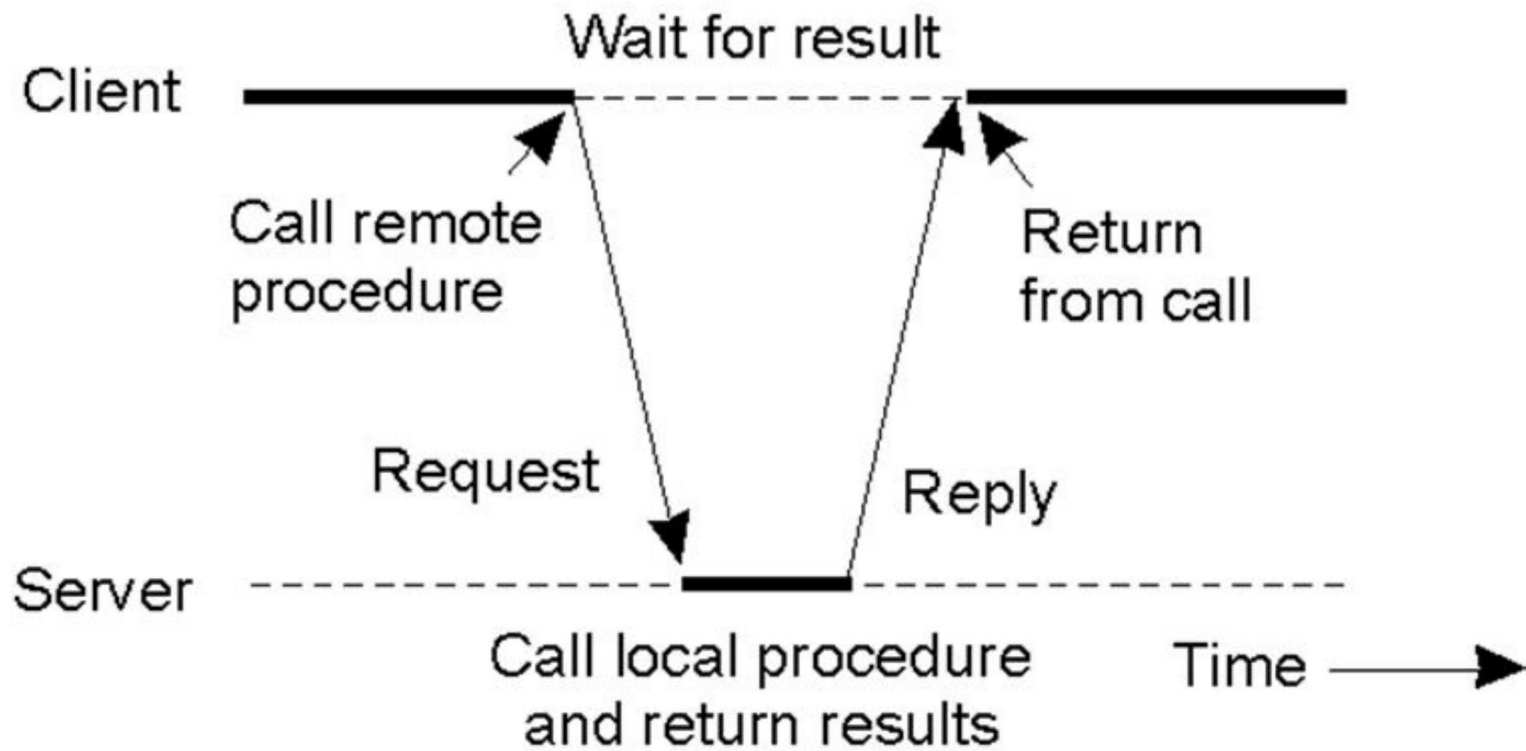 Wait for result
Client
Call remote
procedure
Return
from call
Request
Reply
Server
Call local procedure
and return results
Time